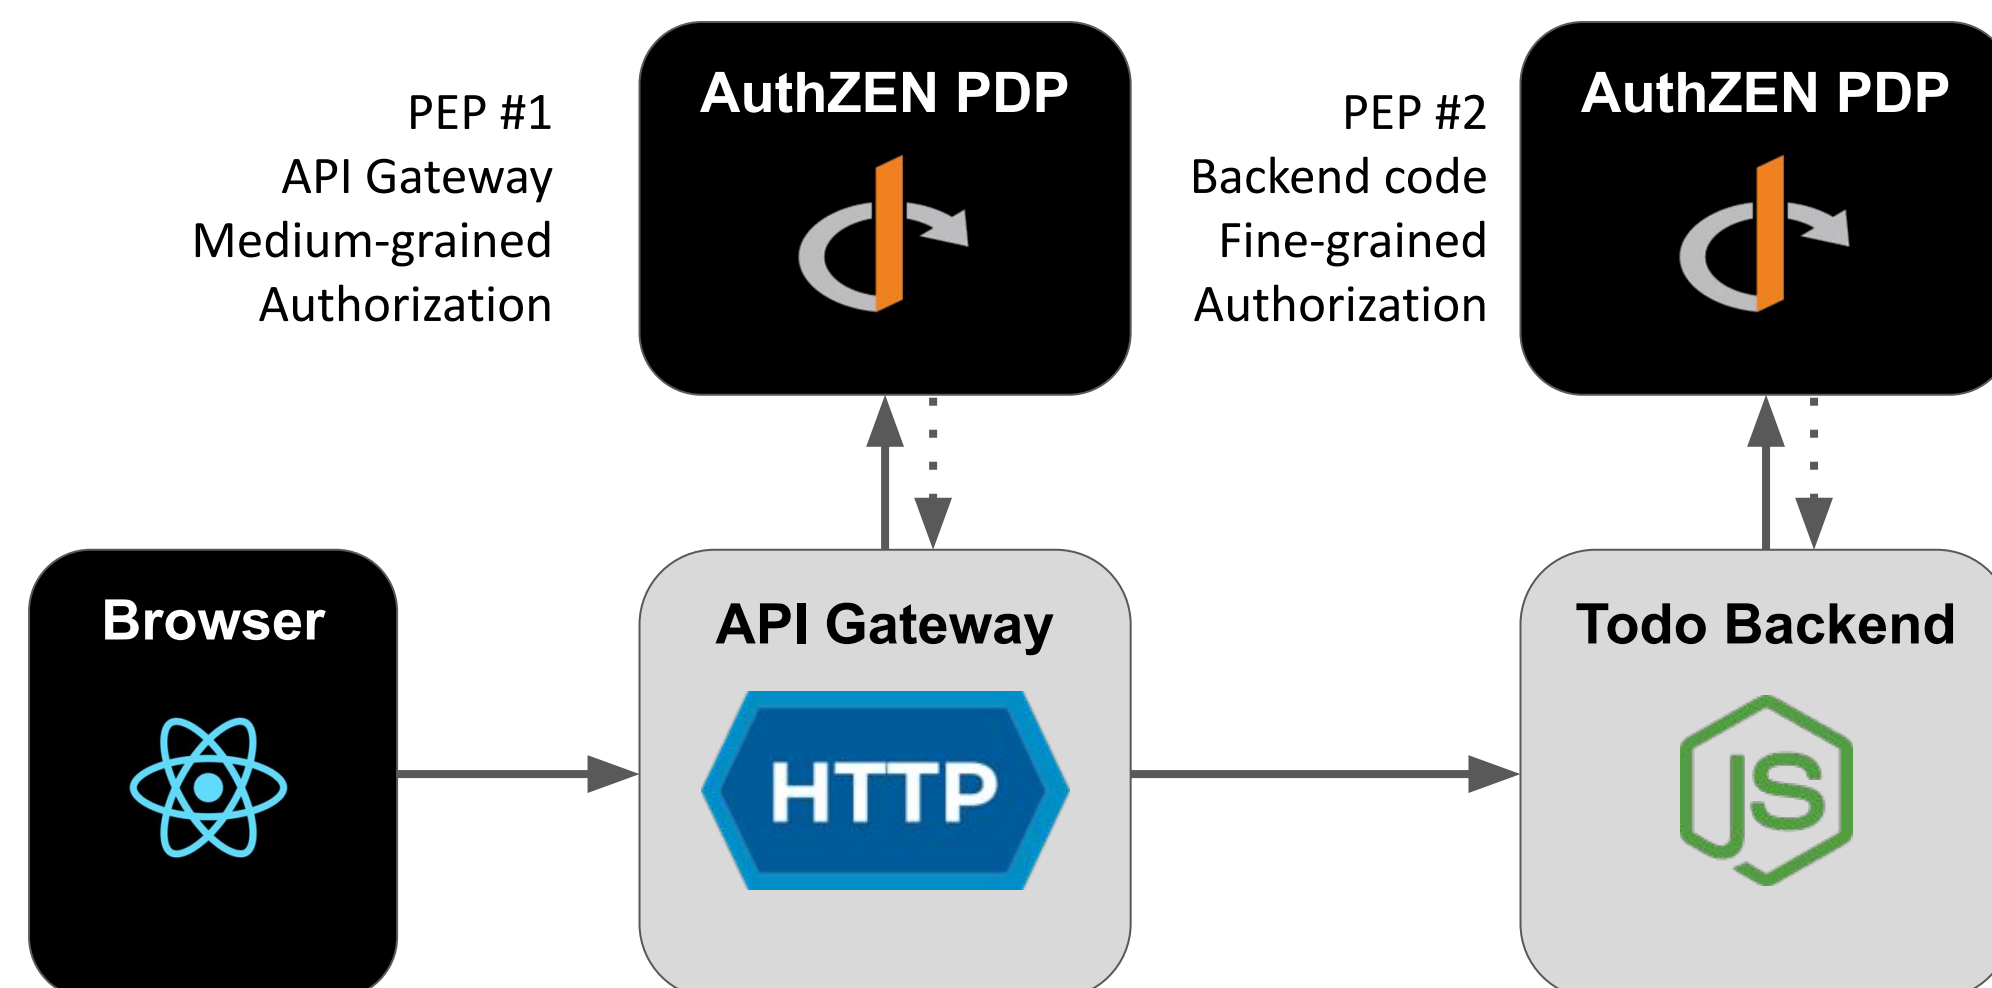 PEP #1
API Gateway
Medium-grained
Authorization
AuthZEN PDP
PEP #2
Backend code
Fine-grained
Authorization
AuthZEN PDP
Browser
API Gateway
HTTP
Todo Backend
JS